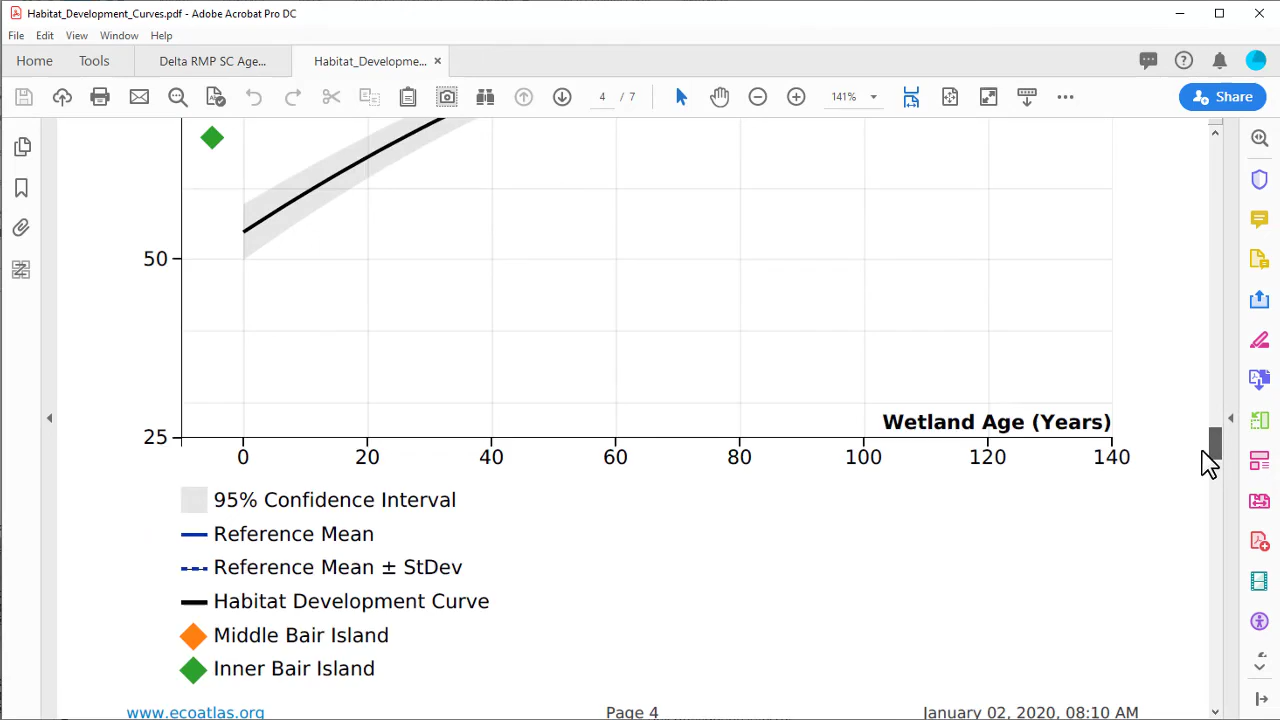 Habitat_Development_Curves.pdf - Adobe Acrobat Pro DC
File Edit View Window Help
Home Tools Delta RMP SC Age... Habitat_Developme... ×
4 / 7 141% Share
50
25
Wetland Age (Years)
0 20 40 60 80 100 120 140
95% Confidence Interval
Reference Mean
Reference Mean ± StDev
Habitat Development Curve
Middle Bair Island
Inner Bair Island
www.ecoatlas.org Page 4 January 02, 2020, 08:10 AM